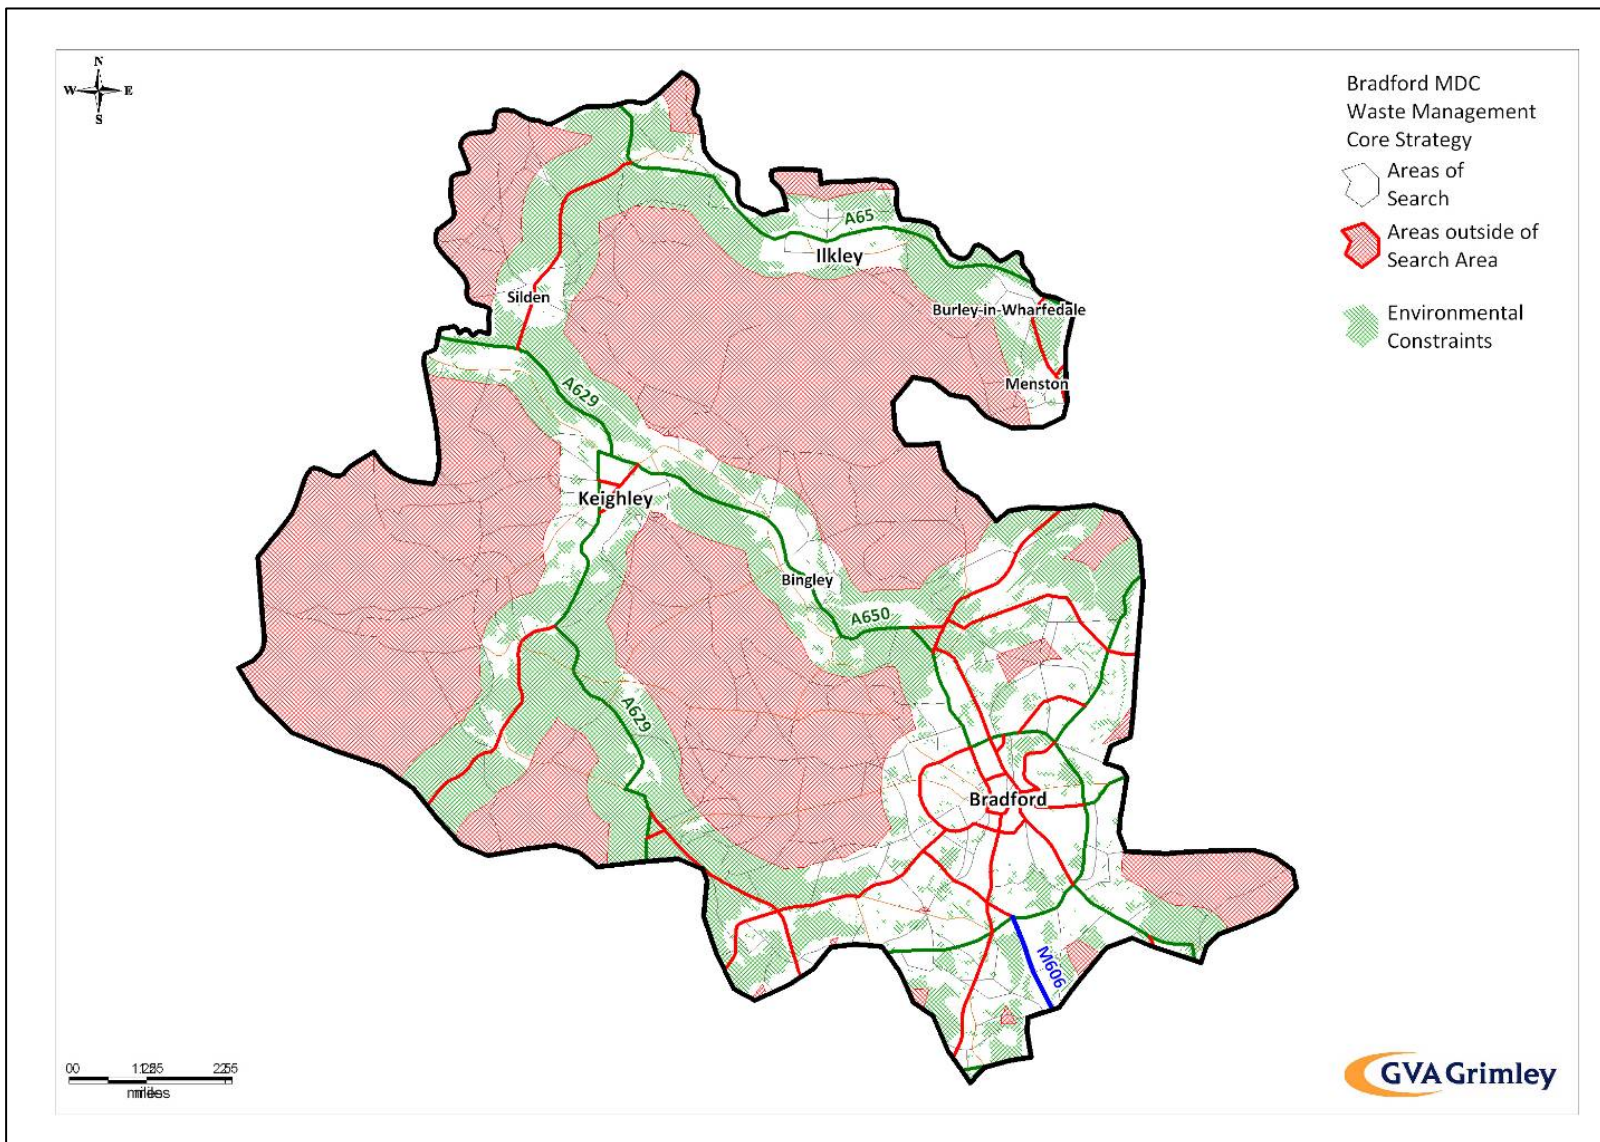 N
W E
S
Bradford MDC
Waste Management
Core Strategy
Areas of
Search
Areas outside of
Search Area
Environmental
Constraints
A65
Ilkley
Silden
Burley-in-Wharfedale
Menston
A629
Keighley
Bingley
A650
A629
Bradford
M606
miles
GVA Grimley